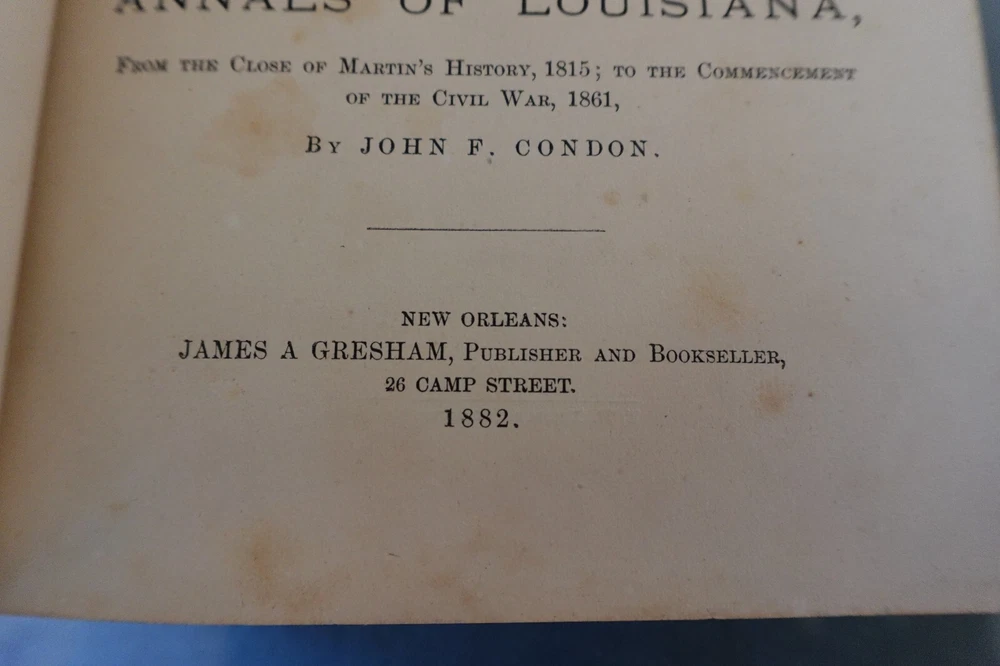 ANNALS OF LOUISIANA,
FROM THE CLOSE OF MARTIN'S HISTORY, 1815; TO THE COMMENCEMENT
OF THE CIVIL WAR, 1861,
BY JOHN F. CONDON.
NEW ORLEANS:
JAMES A GRESHAM, PUBLISHER AND BOOKSELLER,
26 CAMP STREET.
1882.